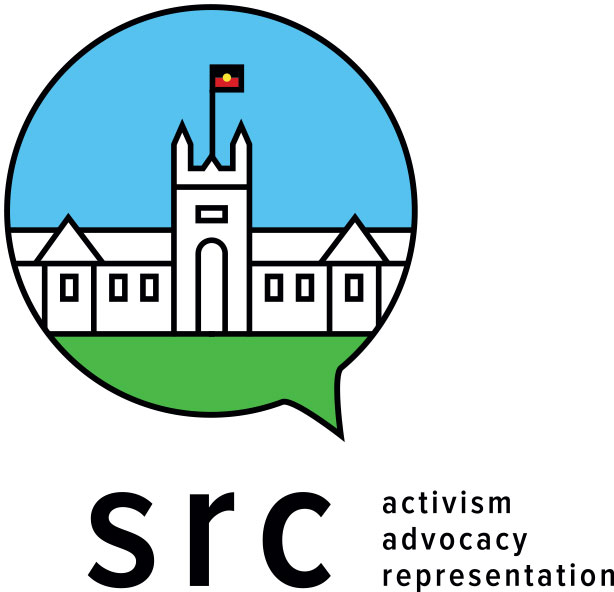 src
activism
advocacy
representation